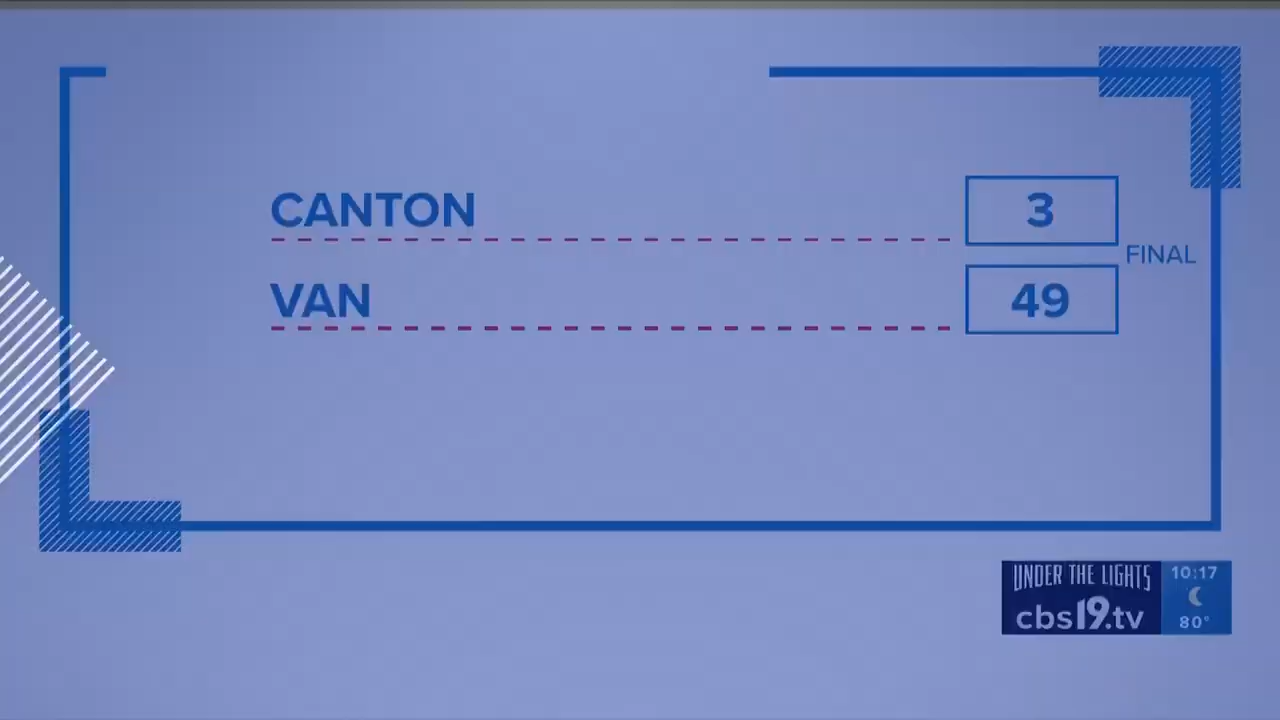 CANTON 3
FINAL
VAN 49
UNDER THE LIGHTS 10:17
cbs19.tv 80°